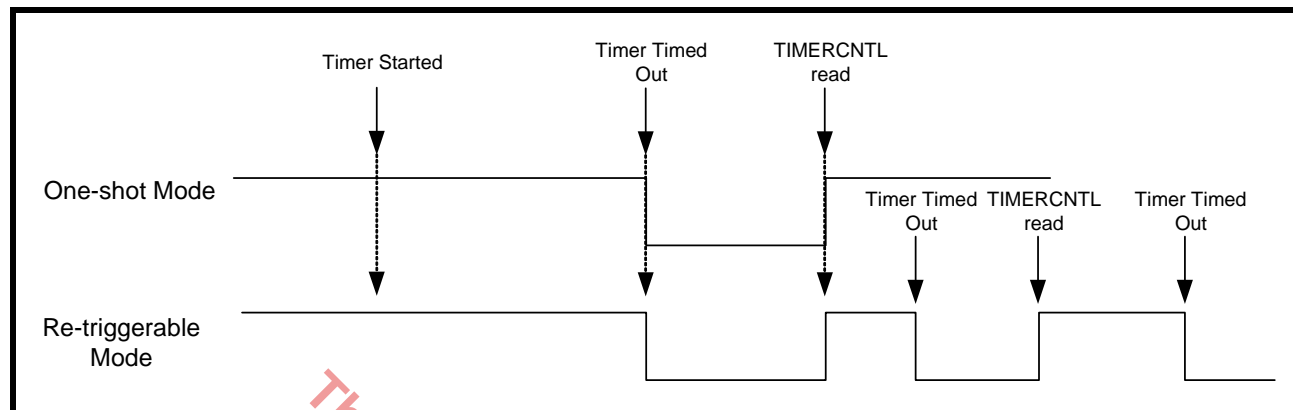 Timer Started
Timer Timed
Out
TIMERCNTL
read
One-shot Mode
Timer Timed
Out
TIMERCNTL
read
Timer Timed
Out
Re-triggerable
Mode
Th